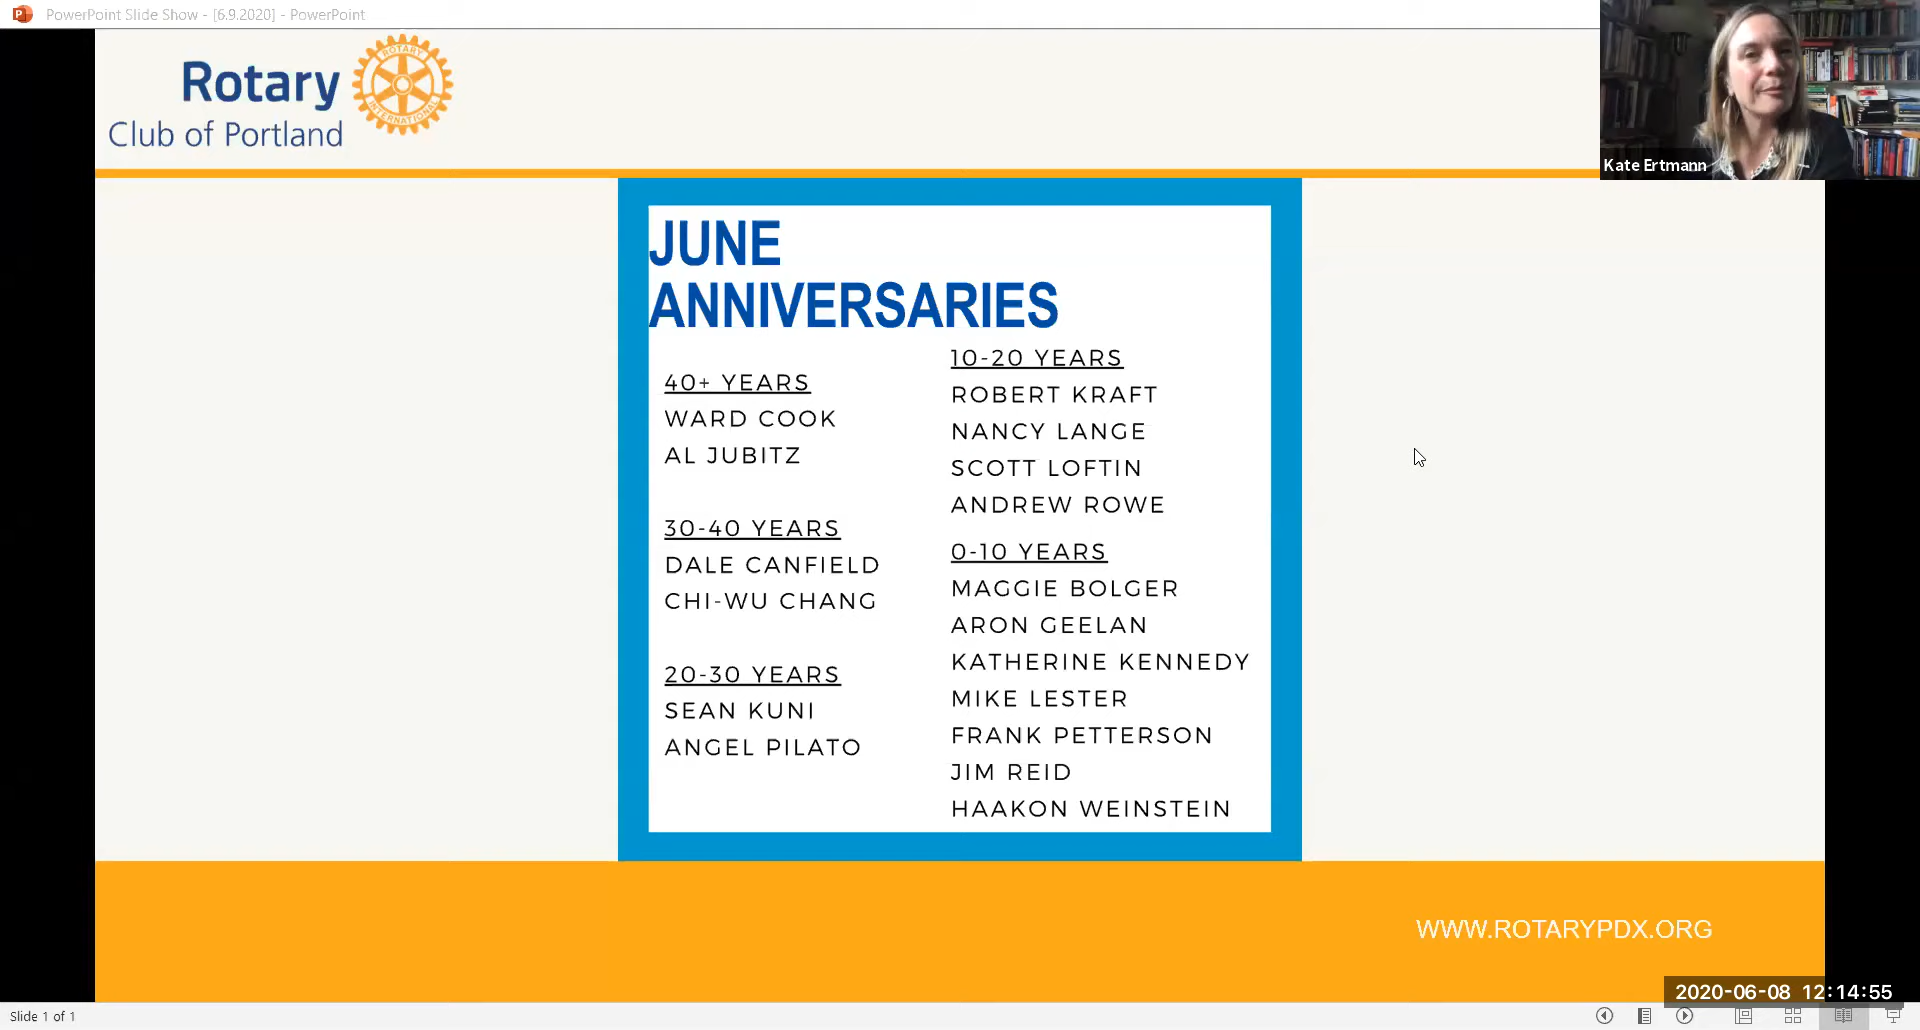 PowerPoint Slide Show - [6.9.2020] - PowerPoint
Rotary
Club of Portland
ROTARY
INTERNATIONAL
Kate Ertmann
JUNE
ANNIVERSARIES
40+ YEARS
WARD COOK
AL JUBITZ
30-40 YEARS
DALE CANFIELD
CHI-WU CHANG
20-30 YEARS
SEAN KUNI
ANGEL PILATO
10-20 YEARS
ROBERT KRAFT
NANCY LANGE
SCOTT LOFTIN
ANDREW ROWE
0-10 YEARS
MAGGIE BOLGER
ARON GEELAN
KATHERINE KENNEDY
MIKE LESTER
FRANK PETTERSON
JIM REID
HAAKON WEINSTEIN
WWW.ROTARYPDX.ORG
2020-06-08 12:14:55
Slide 1 of 1